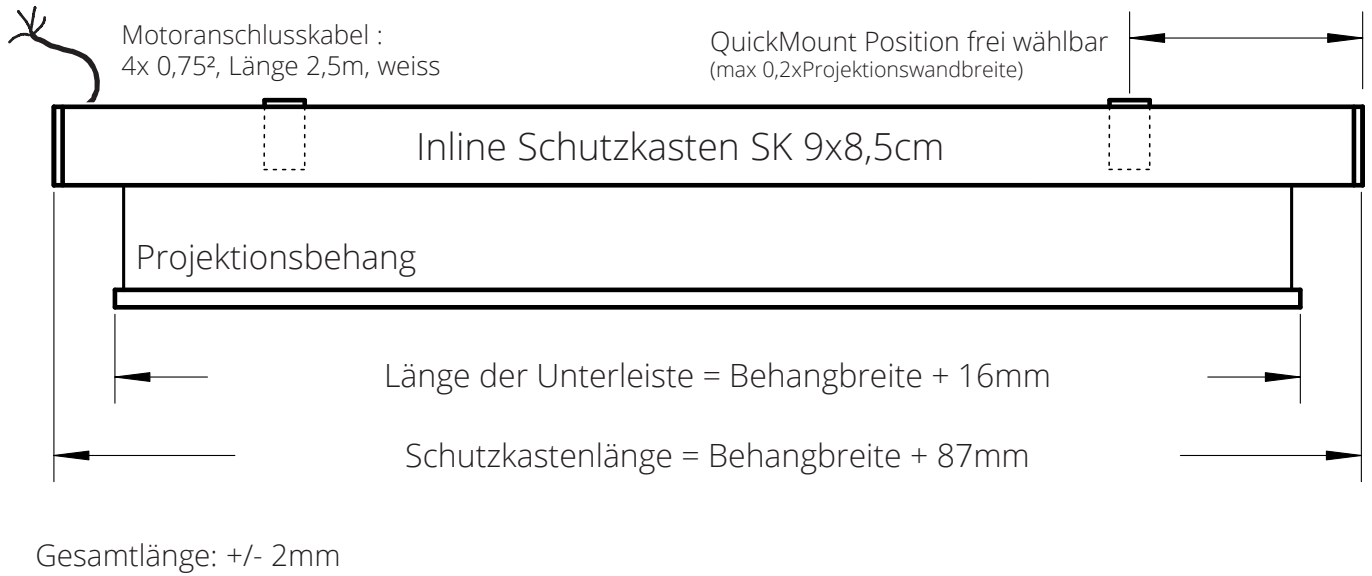 Motoranschlusskabel :
4x 0,75², Länge 2,5m, weiss
QuickMount Position frei wählbar
(max 0,2xProjektionswandbreite)
Inline Schutzkasten SK 9x8,5cm
Projektionsbehang
Länge der Unterleiste = Behangbreite + 16mm
Schutzkastenlänge = Behangbreite + 87mm
Gesamtlänge: +/- 2mm